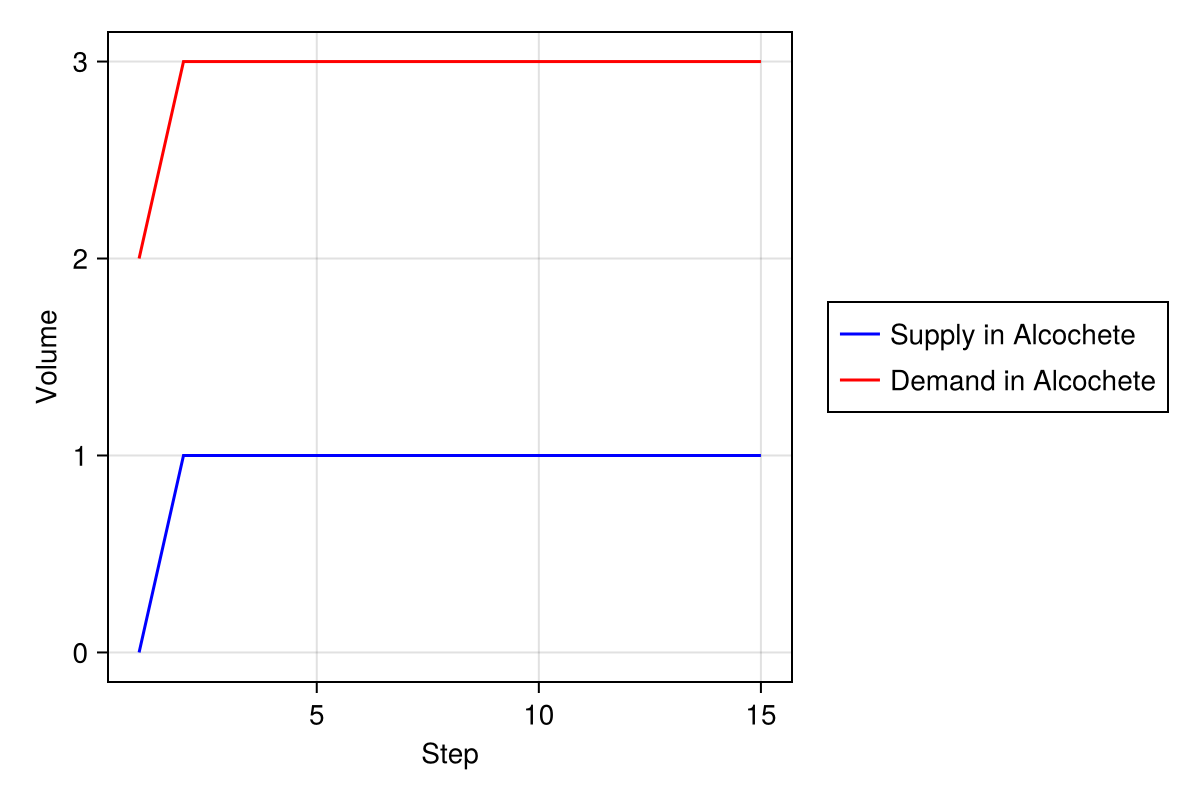 3
2
1
0
Volume
5 10 15
Step
Supply in Alcochete
Demand in Alcochete